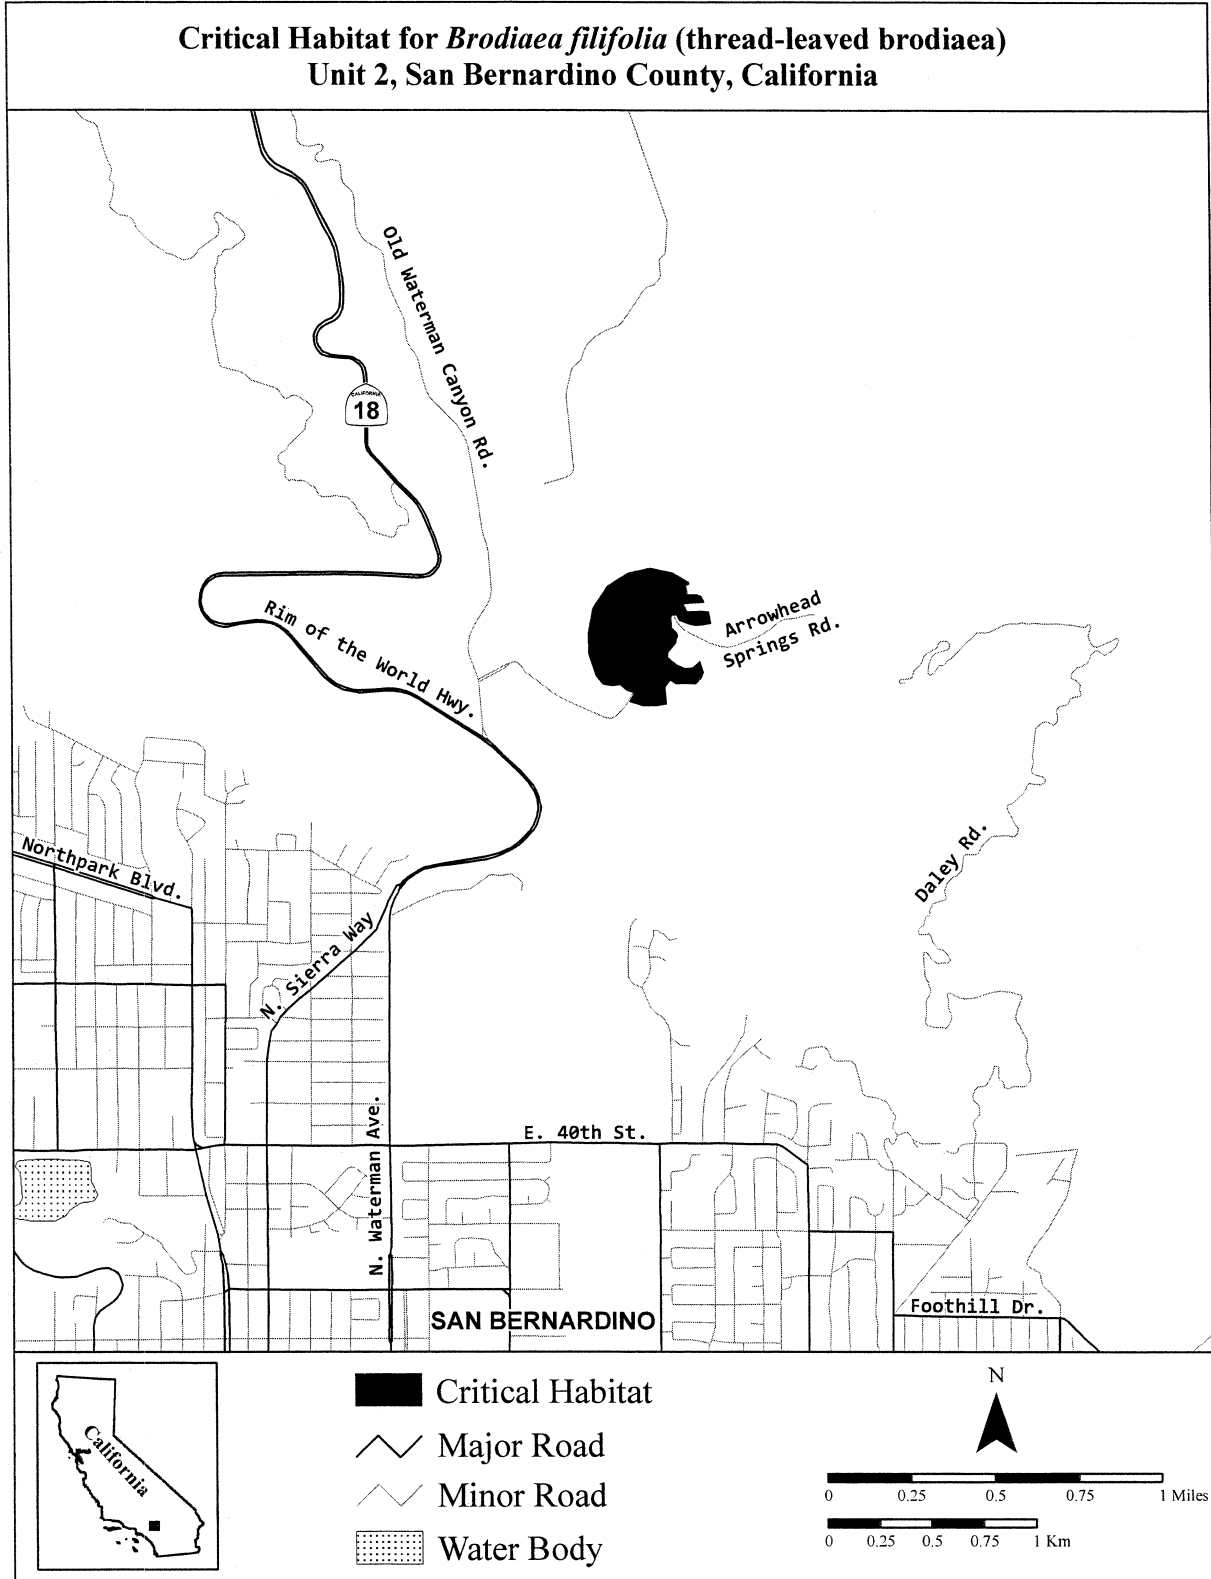 Critical Habitat for Brodiaea filifolia (thread-leaved brodiaea)
Unit 2, San Bernardino County, California
Old Waterman Canyon Rd.
CALIFORNIA
18
Rim of the World Hwy.
Arrowhead
Springs Rd.
Northpark Blvd.
Daley Rd.
N. Sierra Way
N. Waterman Ave.
E. 40th St.
SAN BERNARDINO
Foothill Dr.
California
Critical Habitat
Major Road
Minor Road
Water Body
N
0 0.25 0.5 0.75 1 Miles
0 0.25 0.5 0.75 1 Km